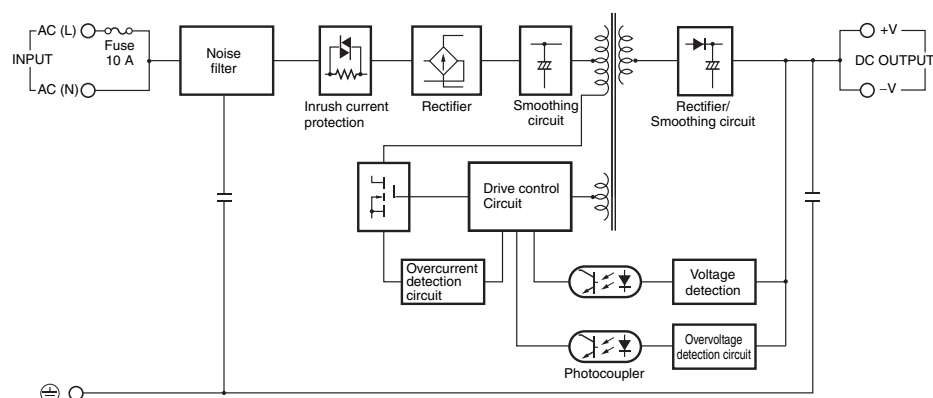 AC (L)
Fuse
10 A
INPUT
AC (N)
Noise
filter
Inrush current
protection
Rectifier
Smoothing
circuit
Rectifier/
Smoothing circuit
+V
DC OUTPUT
–V
Drive control
Circuit
Overcurrent
detection
circuit
Voltage
detection
Overvoltage
detection circuit
Photocoupler